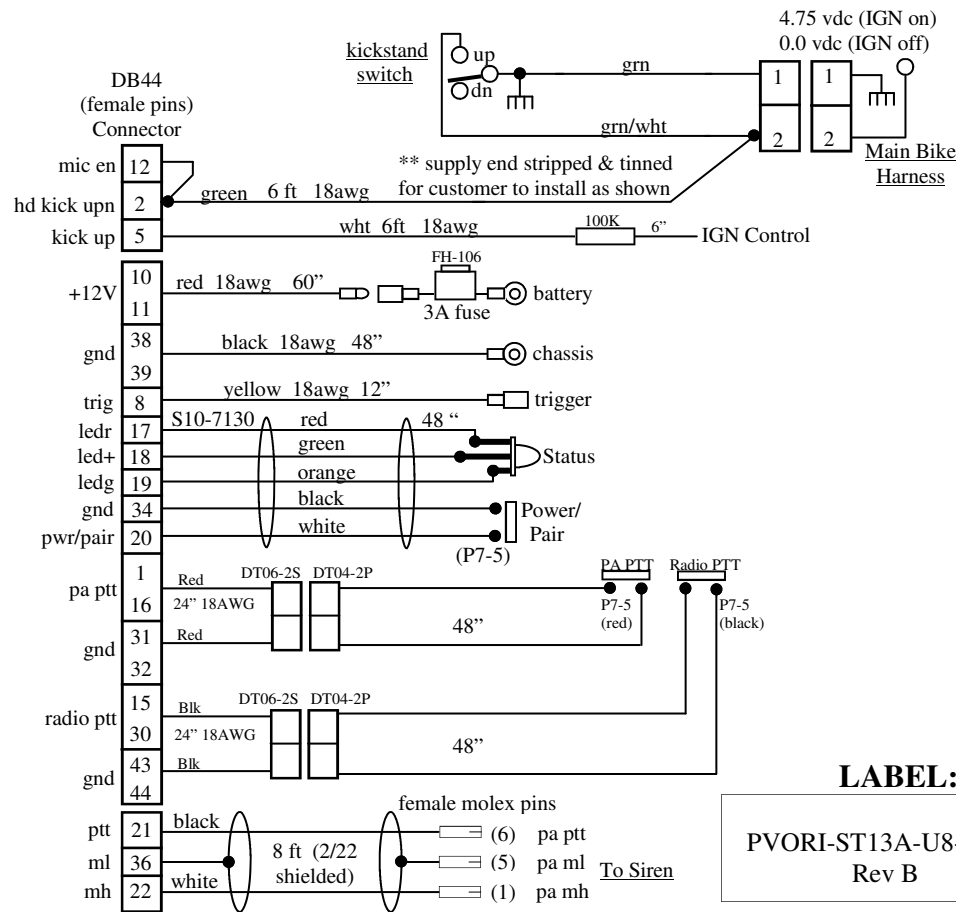 4.75 vdc (IGN on)
0.0 vdc (IGN off)
kickstand
switch
up
dn
grn
grn/wht
1
2
1
2
Main Bike
Harness
DB44
(female pins)
Connector
** supply end stripped & tinned
for customer to install as shown
mic en 12
hd kick upn 2 green 6 ft 18awg
kick up 5 wht 6ft 18awg 100K 6” IGN Control
FH-106
+12V 10 11 red 18awg 60” battery
3A fuse
gnd 38 39 black 18awg 48” chassis
trig 8 yellow 18awg 12” trigger
ledr 17 S10-7130 red 48 “
led+ 18 green Status
ledg 19 orange
gnd 34 black Power/
pwr/pair 20 white Pair
(P7-5)
PA PTT Radio PTT
pa ptt 1 16 Red DT06-2S DT04-2P
24” 18AWG
P7-5
(red)
P7-5
(black)
gnd 31 32 Red 48”
radio ptt 15 30 Blk DT06-2S DT04-2P
24” 18AWG
48”
gnd 43 44 Blk
LABEL:
PVORI-ST13A-U8-
Rev B
female molex pins
ptt 21 black (6) pa ptt
ml 36 8 ft (2/22 (5) pa ml To Siren
shielded)
mh 22 white (1) pa mh